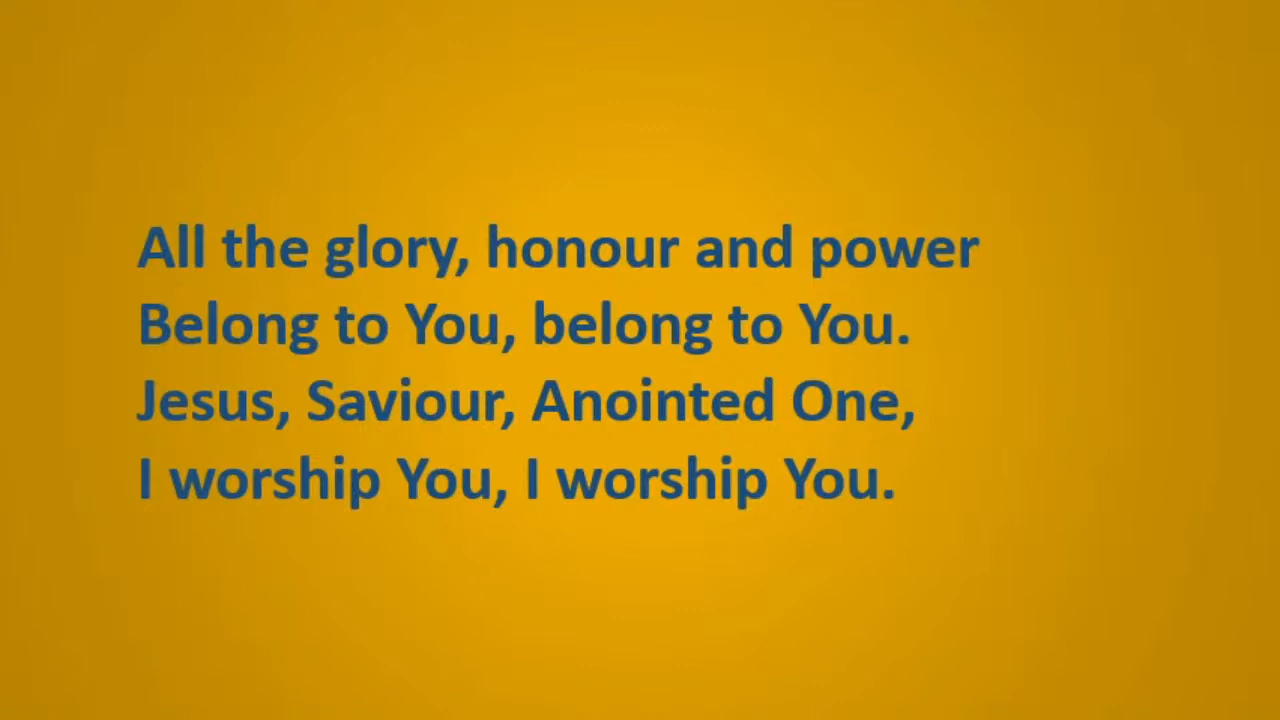 All the glory, honour and power
Belong to You, belong to You.
Jesus, Saviour, Anointed One,
I worship You, I worship You.